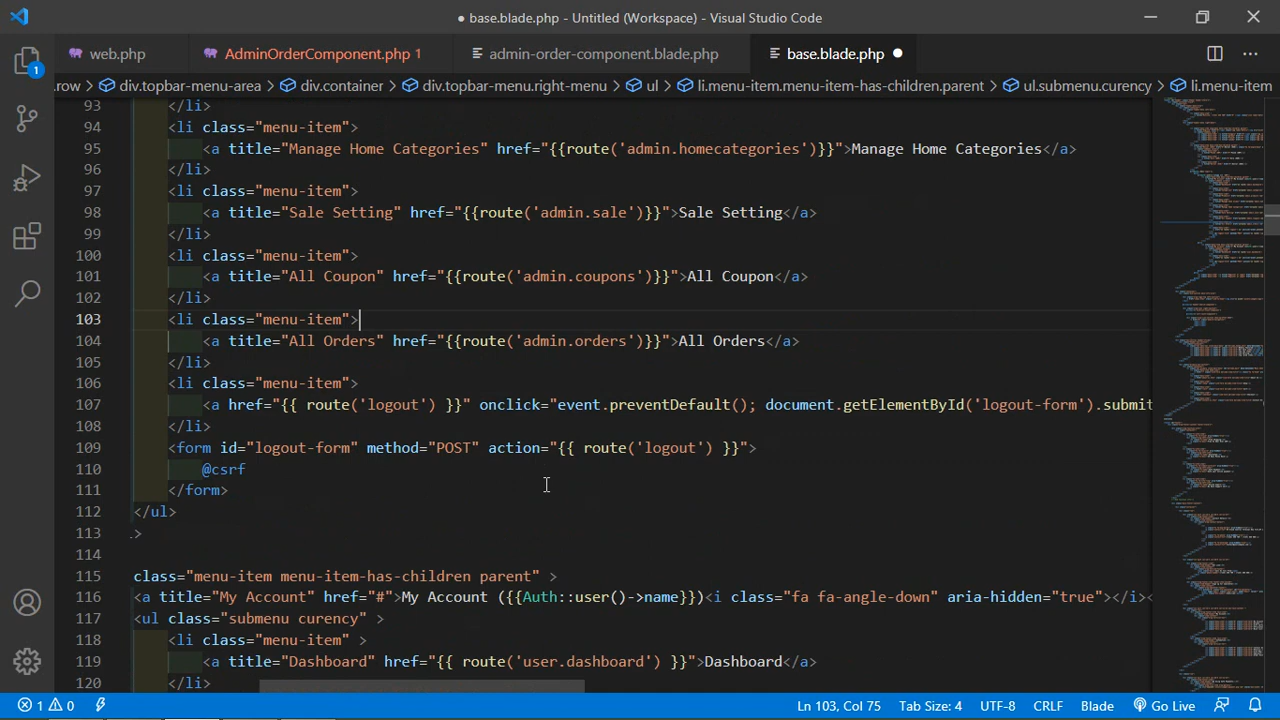 ● base.blade.php - Untitled (Workspace) - Visual Studio Code
web.php
AdminOrderComponent.php 1
admin-order-component.blade.php
base.blade.php ●
.row > div.topbar-menu-area > div.container > div.topbar-menu.right-menu > ul > li.menu-item.menu-item-has-children.parent > ul.submenu.curency > li.menu-item
1
93 </li>
94 <li class="menu-item">
95 <a title="Manage Home Categories" href="{{route('admin.homecategories')}}">Manage Home Categories</a>
96 </li>
97 <li class="menu-item">
98 <a title="Sale Setting" href="{{route('admin.sale')}}">Sale Setting</a>
99 </li>
100 <li class="menu-item">
101 <a title="All Coupon" href="{{route('admin.coupons')}}">All Coupon</a>
102 </li>
103 <li class="menu-item">
104 <a title="All Orders" href="{{route('admin.orders')}}">All Orders</a>
105 </li>
106 <li class="menu-item">
107 <a href="{{ route('logout') }}" onclick="event.preventDefault(); document.getElementById('logout-form').submit
108 </li>
109 <form id="logout-form" method="POST" action="{{ route('logout') }}">
110 @csrf
111 </form>
112 </ul>
113 >
114
115 class="menu-item menu-item-has-children parent" >
116 <a title="My Account" href="#">My Account ({{Auth::user()->name}})<i class="fa fa-angle-down" aria-hidden="true"></i><
117 <ul class="submenu curency" >
118 <li class="menu-item" >
119 <a title="Dashboard" href="{{ route('user.dashboard') }}">Dashboard</a>
120 </li>
1 0 Ln 103, Col 75 Tab Size: 4 UTF-8 CRLF Blade Go Live